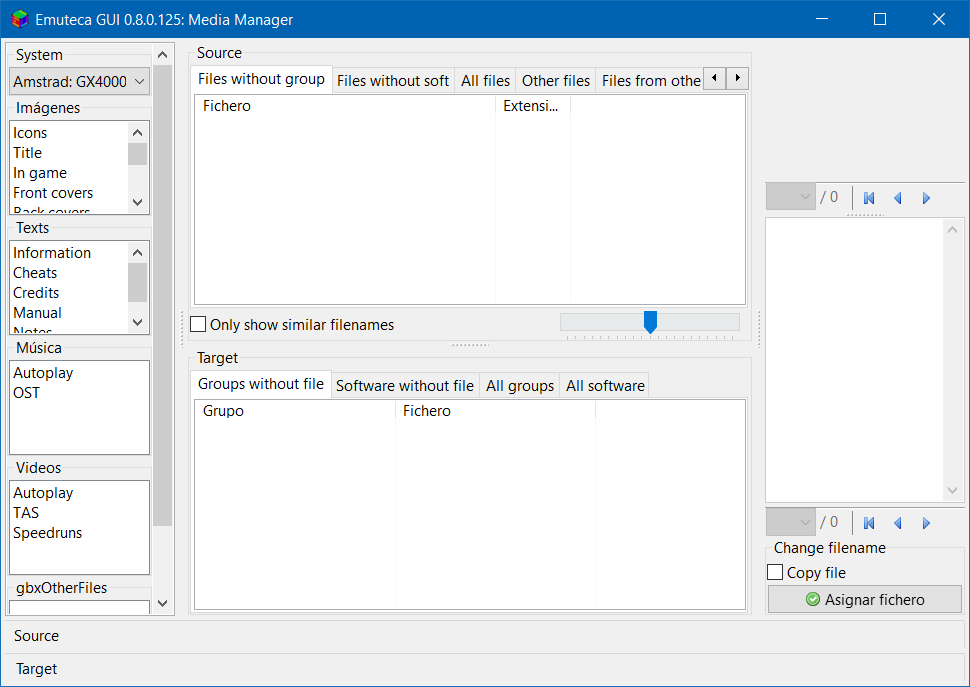 Emuteca GUI 0.8.0.125: Media Manager
System
Amstrad: GX4000
Imágenes
Icons
Title
In game
Front covers
Back covers
Texts
Information
Cheats
Credits
Manual
Notes
Música
Autoplay
OST
Videos
Autoplay
TAS
Speedruns
gbxOtherFiles
Source
Files without group Files without soft All files Other files Files from othe
Fichero Extensi...
Only show similar filenames
Target
Groups without file Software without file All groups All software
Grupo Fichero
/ 0
/ 0
Change filename
Copy file
Asignar fichero
Source
Target